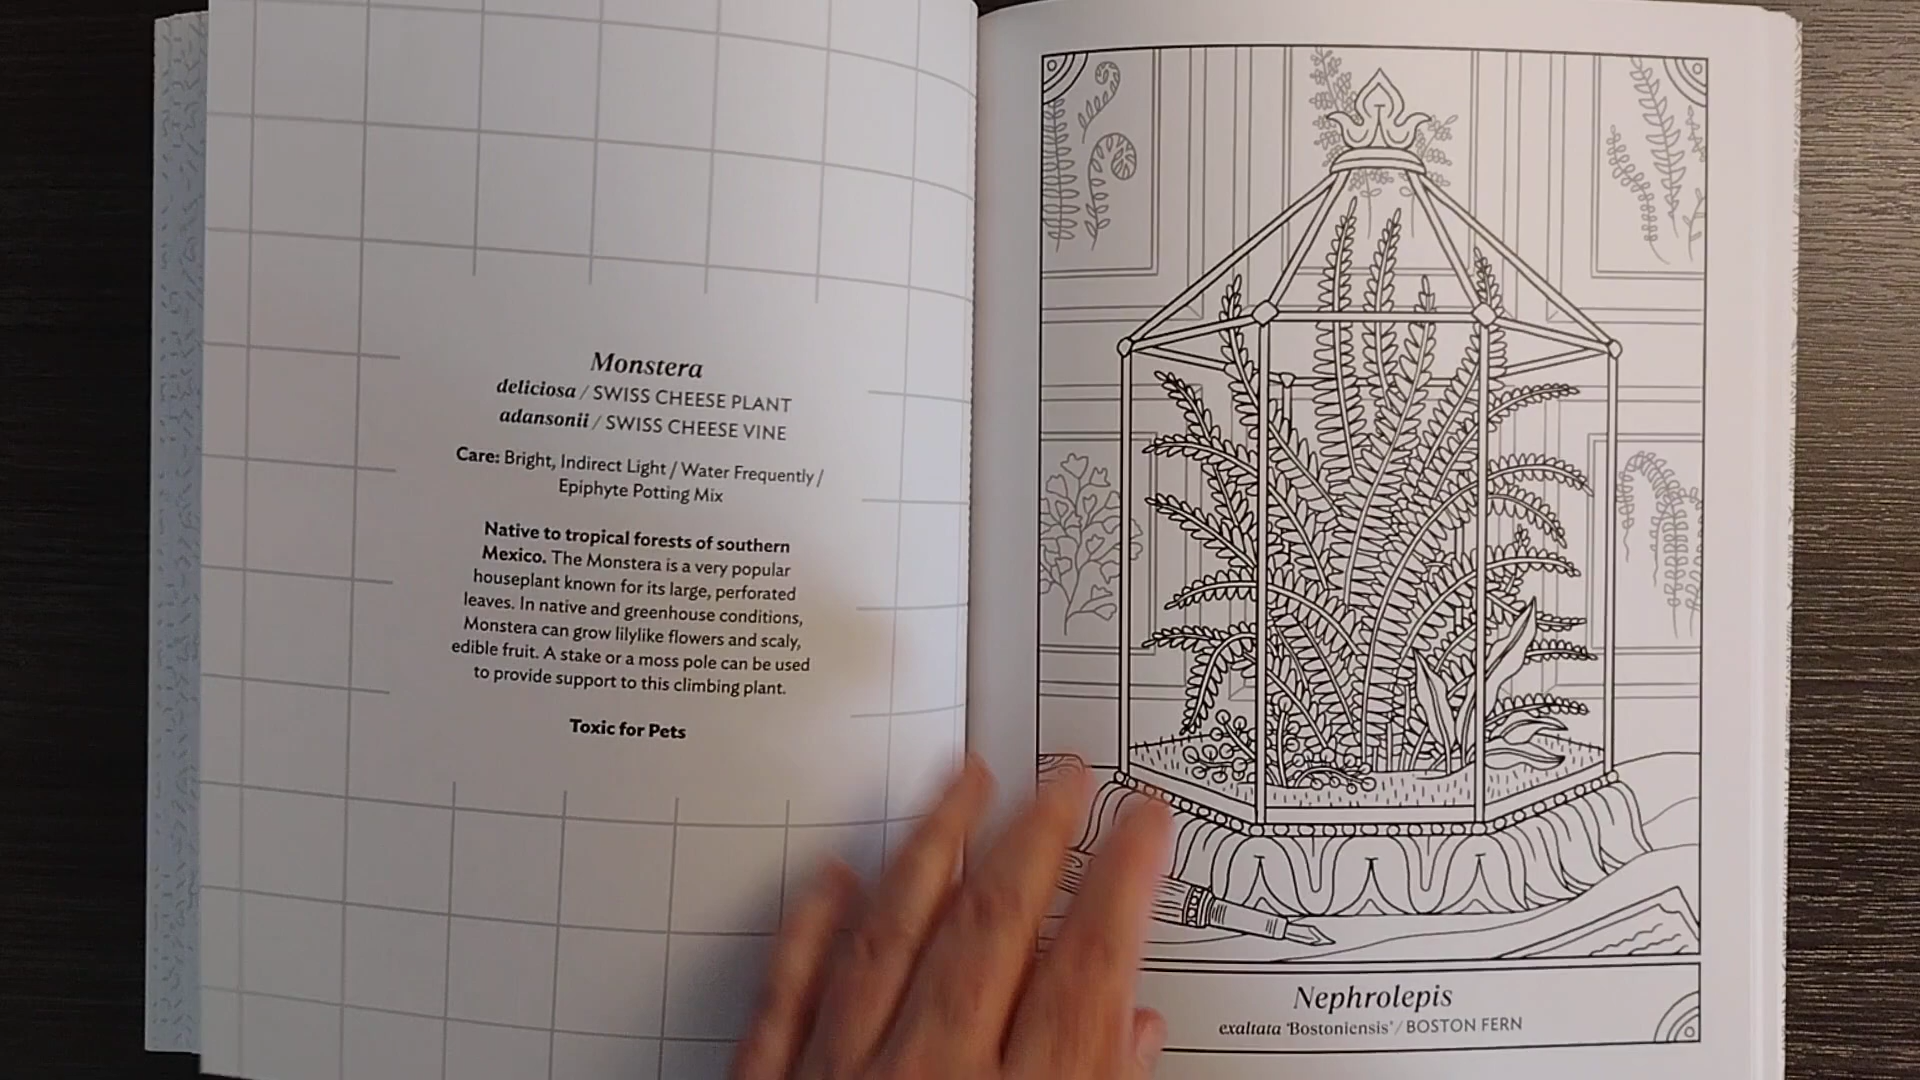 Monstera
deliciosa / SWISS CHEESE PLANT
adansonii / SWISS CHEESE VINE
Care: Bright, Indirect Light / Water Frequently /
Epiphyte Potting Mix
Native to tropical forests of southern
Mexico. The Monstera is a very popular
houseplant known for its large, perforated
leaves. In native and greenhouse conditions,
Monstera can grow lilylike flowers and scaly,
edible fruit. A stake or a moss pole can be used
to provide support to this climbing plant.
Toxic for Pets
Nephrolepis
exaltata 'Bostoniensis' / BOSTON FERN